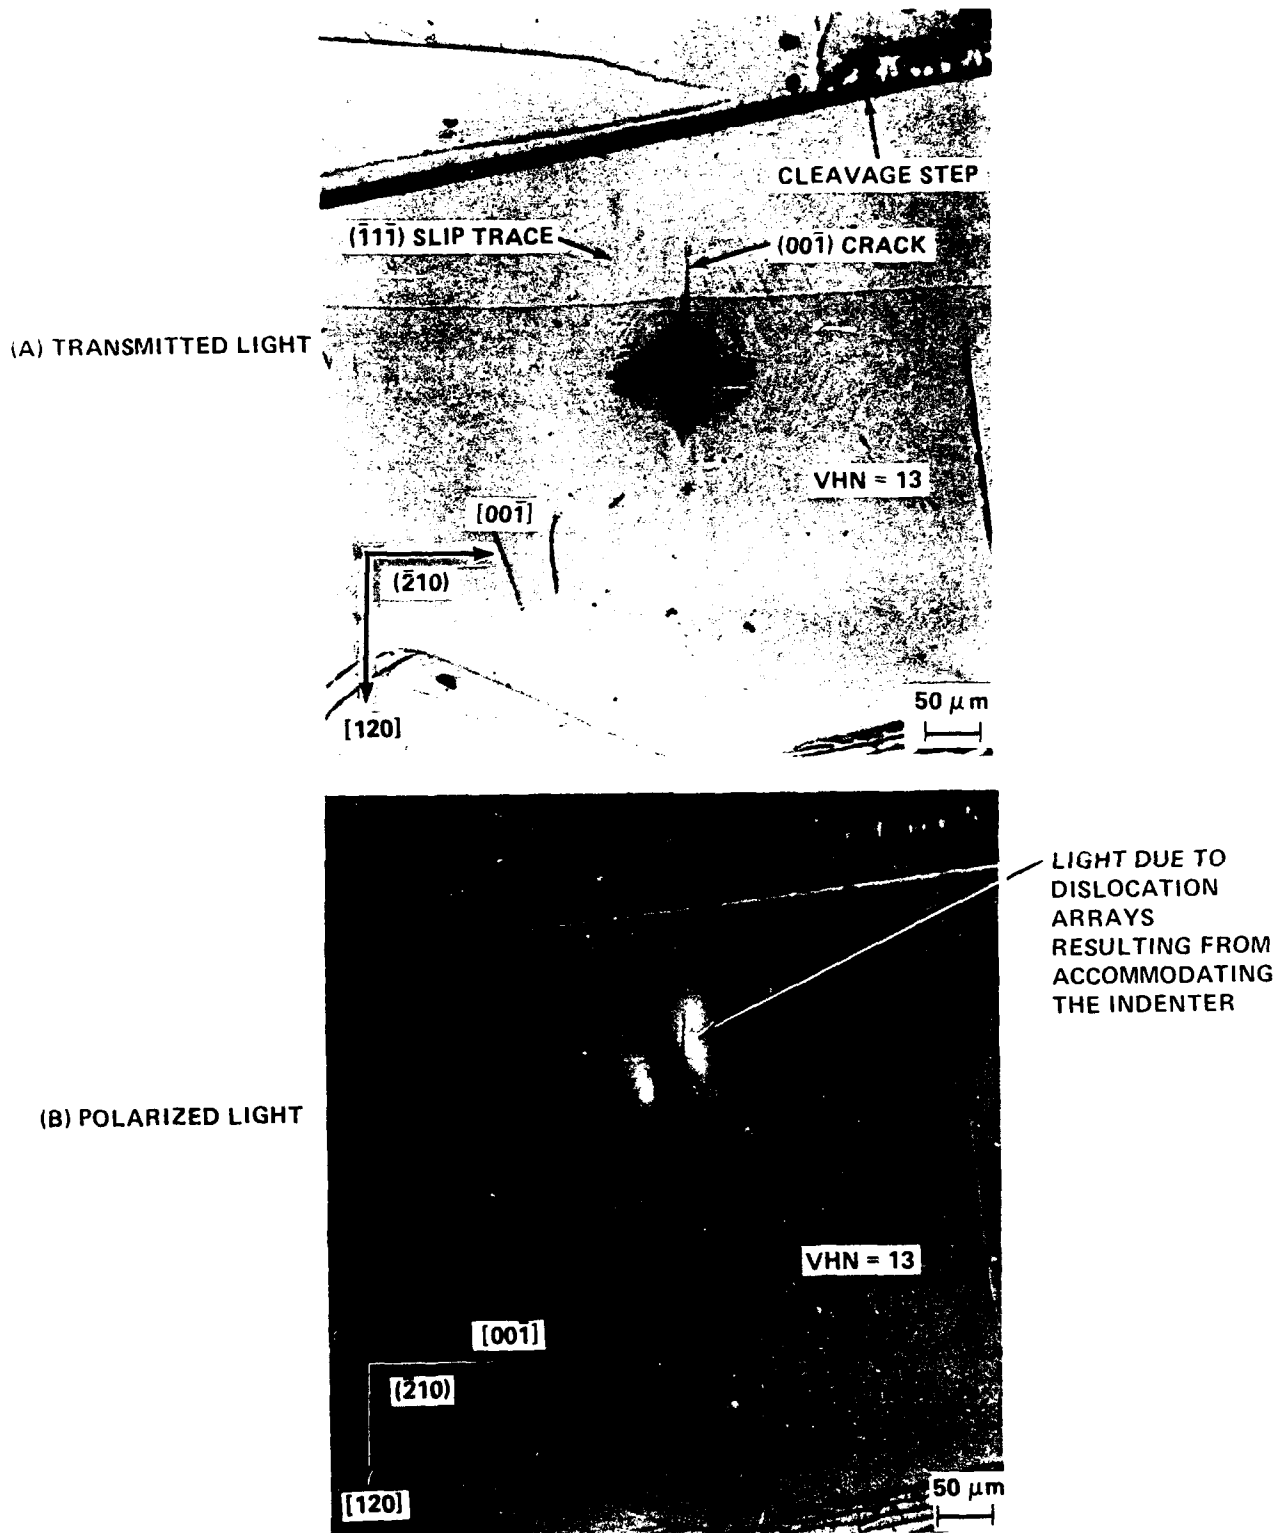 CLEAVAGE STEP
(1̄11̄) SLIP TRACE
(001̄) CRACK
(A) TRANSMITTED LIGHT
VHN = 13
[001̄]
(2̄10)
[120]
50 μm
LIGHT DUE TO
DISLOCATION
ARRAYS
RESULTING FROM
ACCOMMODATING
THE INDENTER
(B) POLARIZED LIGHT
VHN = 13
[001̄]
(2̄10)
[120]
50 μm